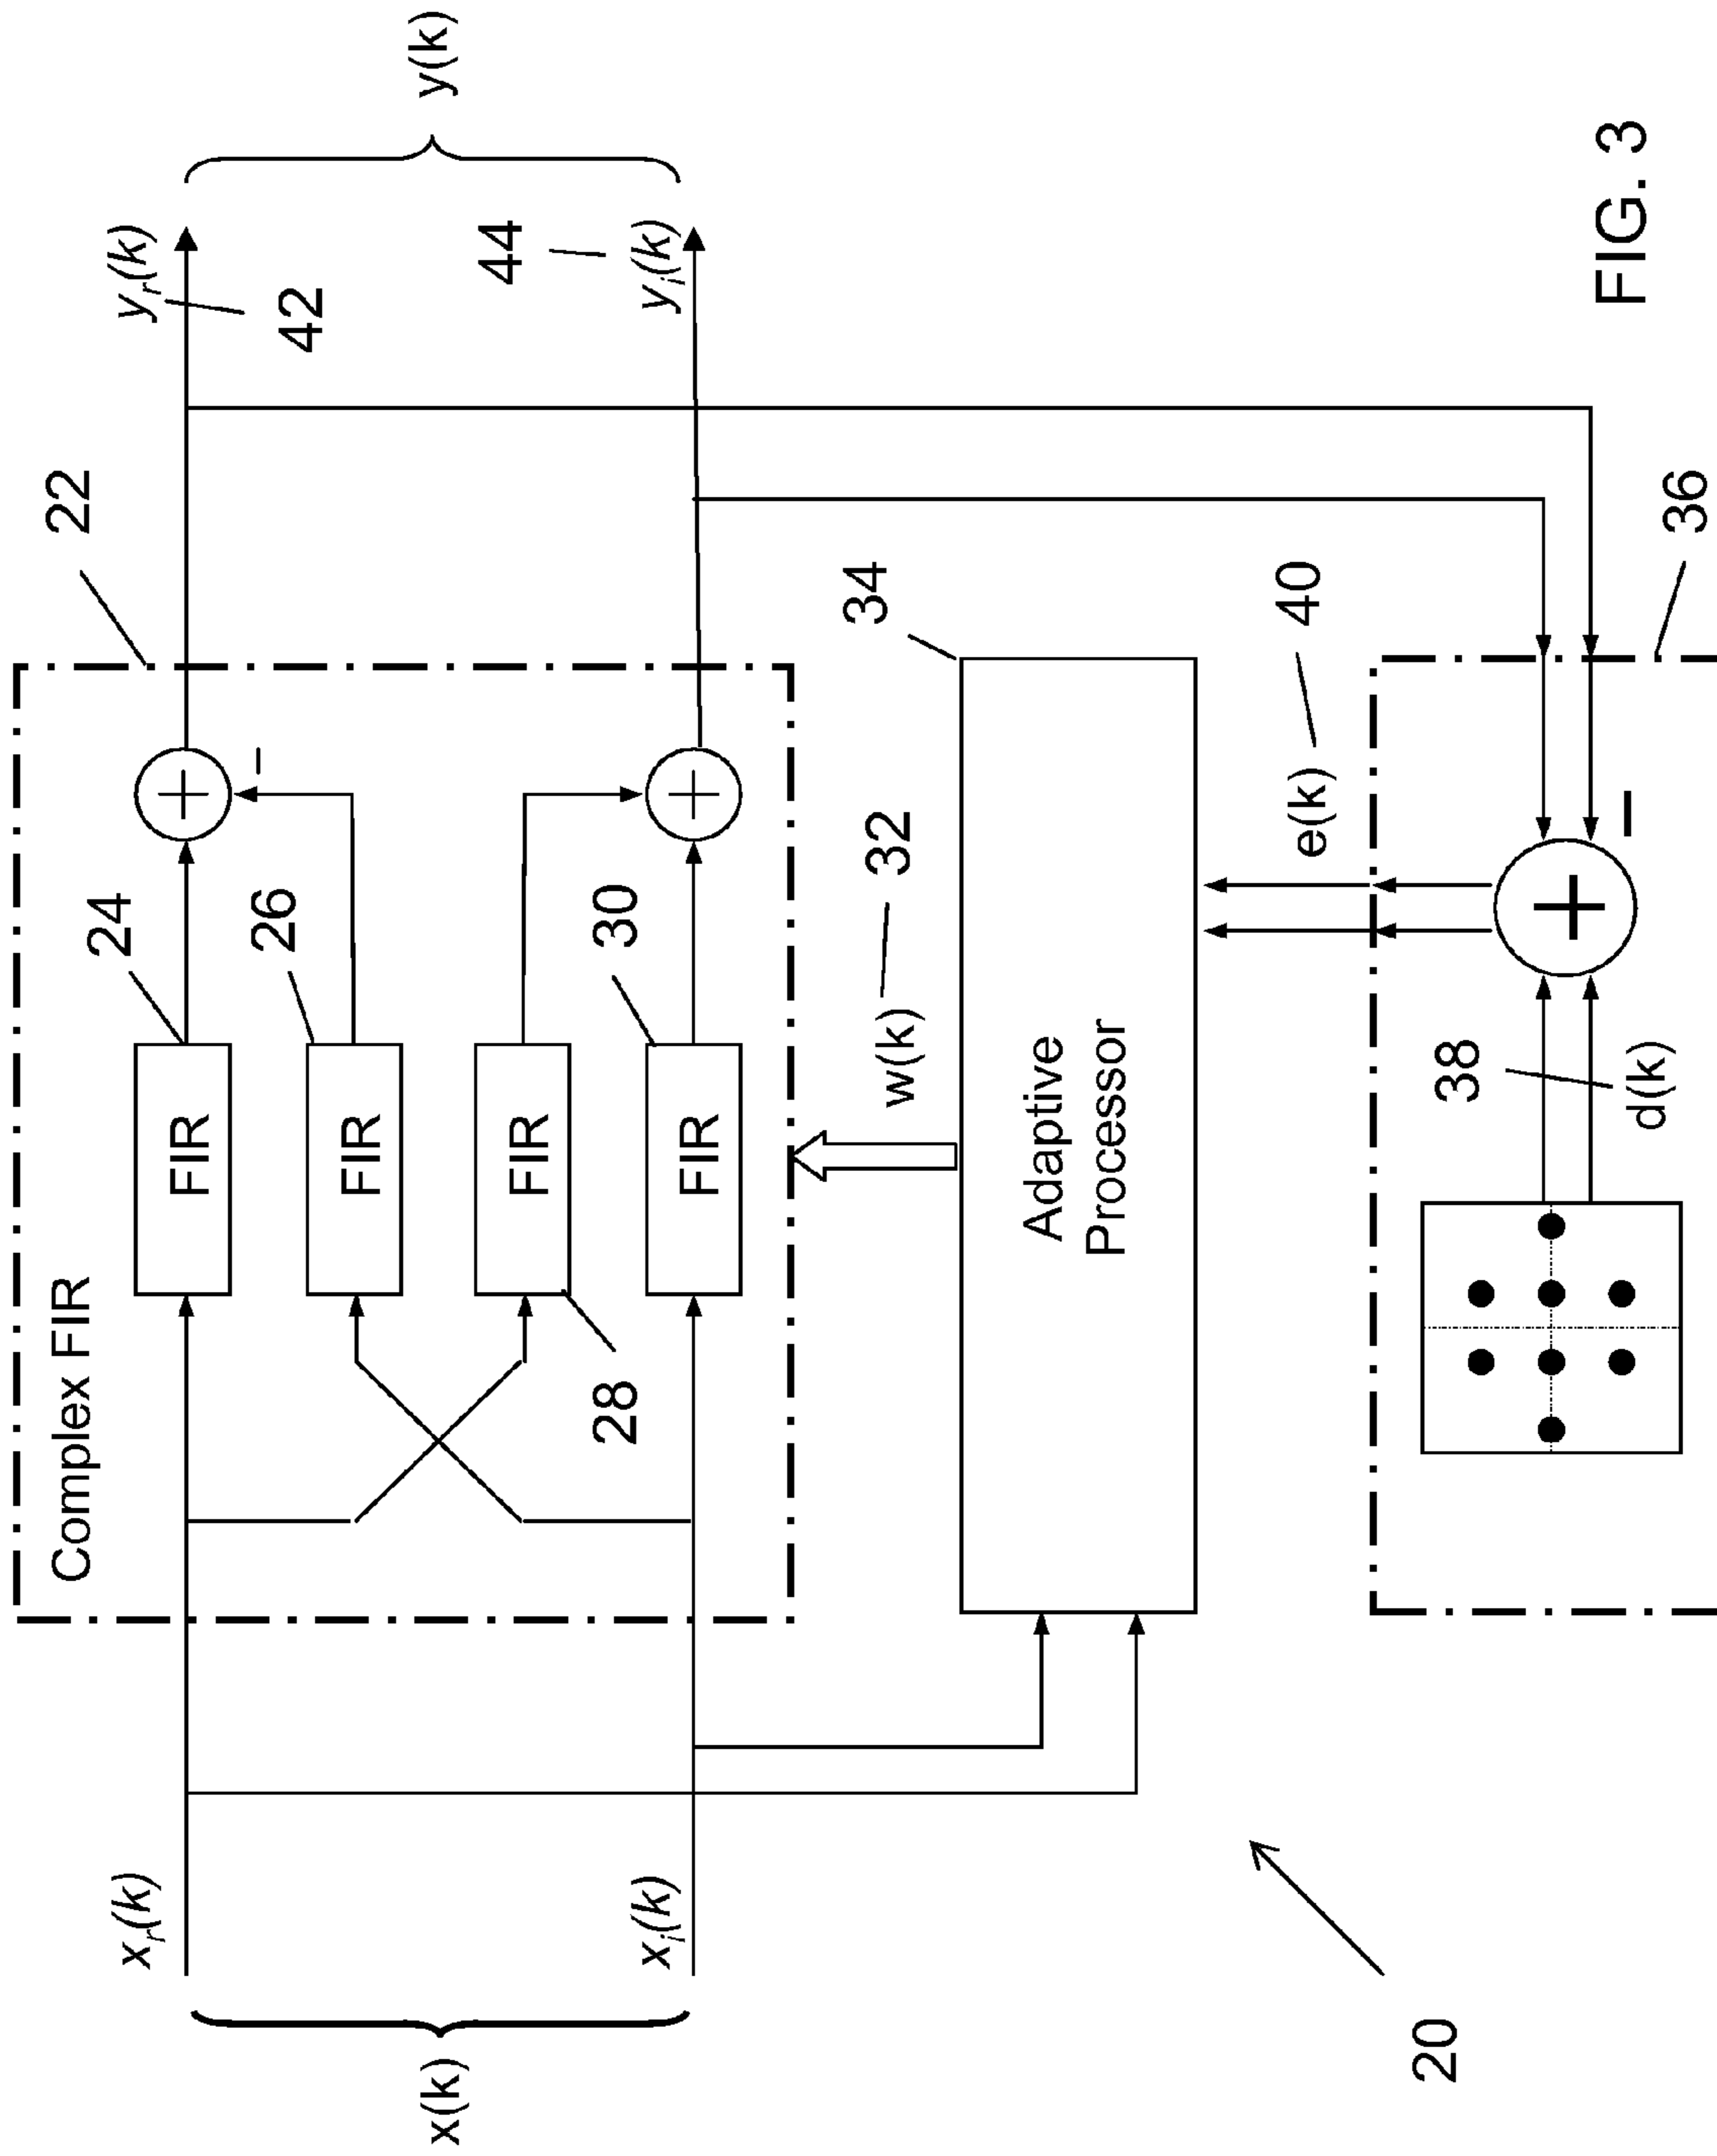 Complex FIR
22
x(k)
xr(k)
xi(k)
24
FIR
26
FIR
28
FIR
30
FIR
–
yr(k)
42
44
yi(k)
y(k)
w(k)
32
34
Adaptive
Processor
e(k)
40
38
d(k)
–
36
20
FIG. 3